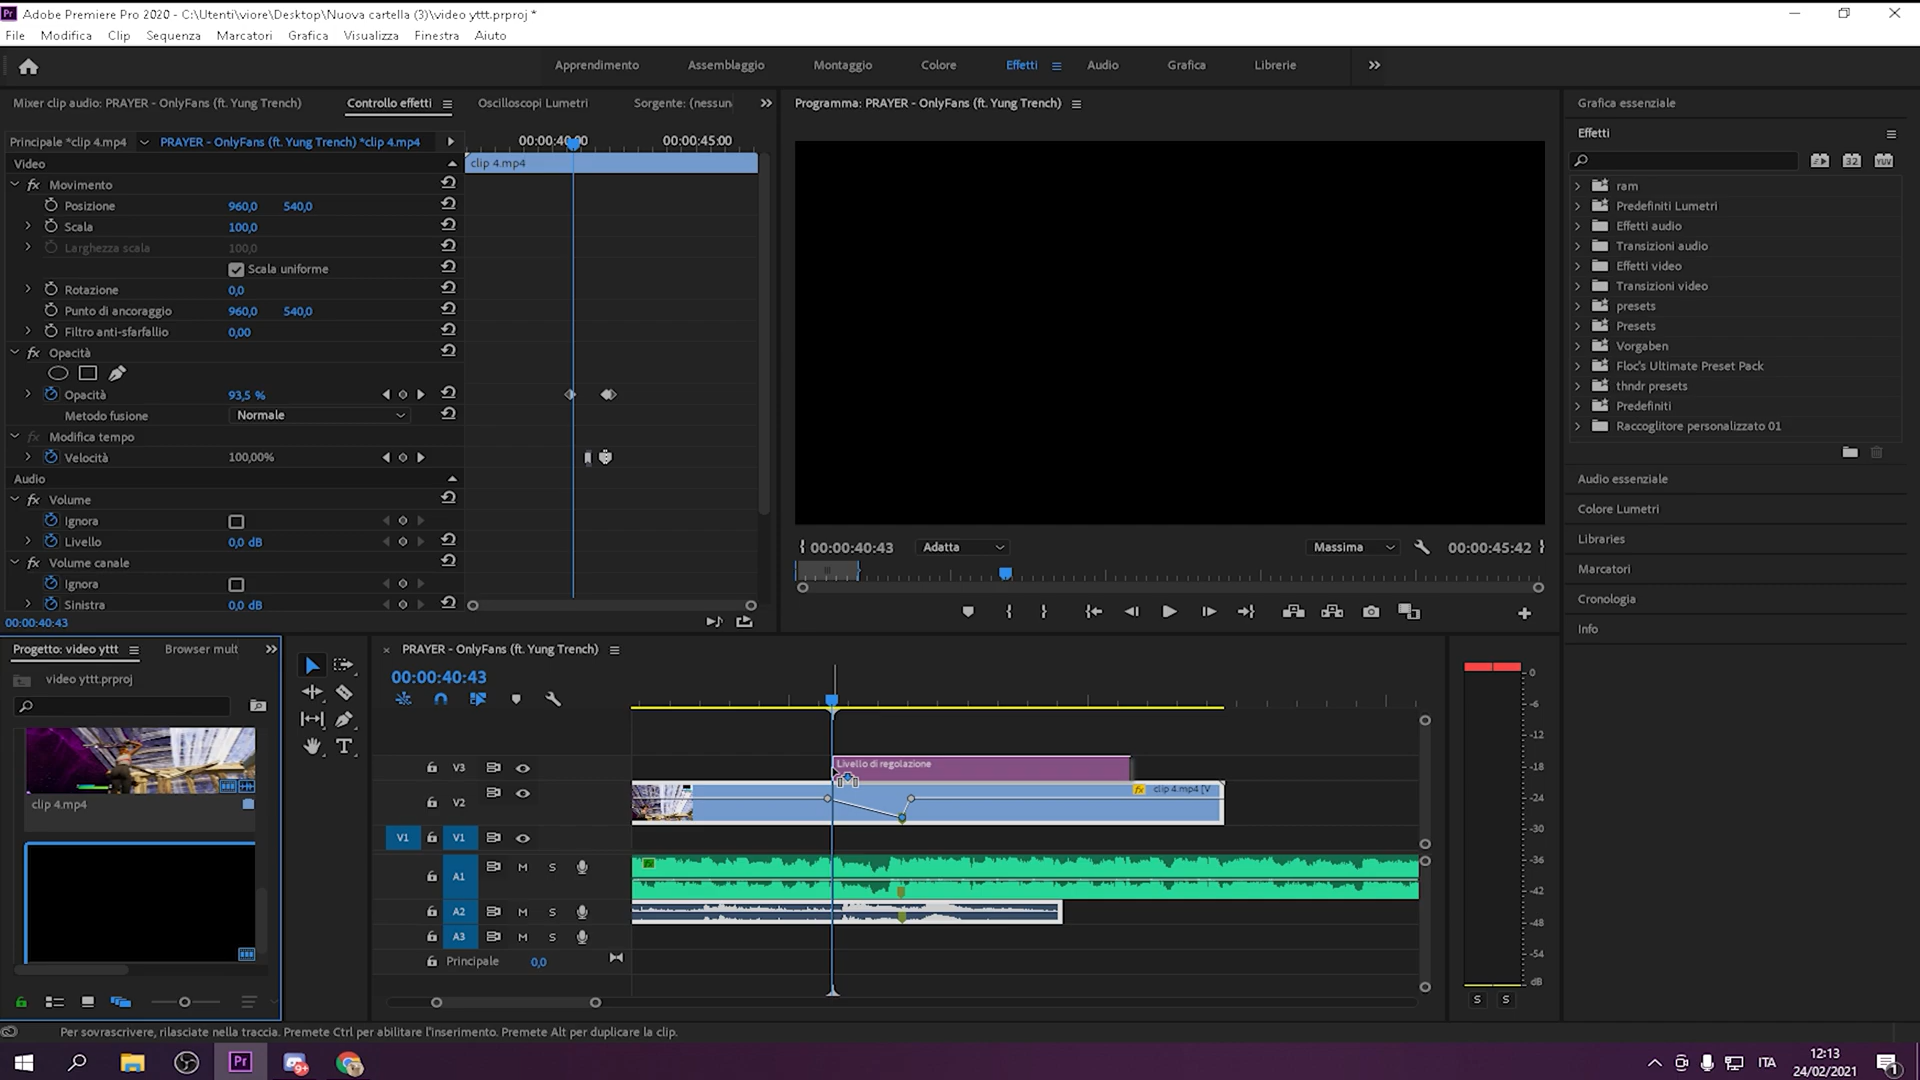 Adobe Premiere Pro 2020 - C:\Utenti\viore\Desktop\Nuova cartella (3)\video yttt.prproj *
File Modifica Clip Sequenza Marcatori Grafica Visualizza Finestra Aiuto
Apprendimento Assemblaggio Montaggio Colore Effetti Audio Grafica Librerie
Mixer clip audio: PRAYER - OnlyFans (ft. Yung Trench) Controllo effetti Oscilloscopi Lumetri Sorgente: (nessun
Principale *clip 4.mp4 PRAYER - OnlyFans (ft. Yung Trench) *clip 4.mp4
00:00:40:00 00:00:45:00
Video
clip 4.mp4
fx Movimento
Posizione 960,0 540,0
Scala 100,0
Larghezza scala 100,0
Scala uniforme
Rotazione 0,0
Punto di ancoraggio 960,0 540,0
Filtro anti-sfarfallio 0,00
fx Opacità
Opacità 93,5 %
Metodo fusione Normale
fx Modifica tempo
Velocità 100,00%
Audio
fx Volume
Ignora
Livello 0,0 dB
fx Volume canale
Ignora
Sinistra 0,0 dB
00:00:40:43
Programma: PRAYER - OnlyFans (ft. Yung Trench)
00:00:40:43 Adatta Massima 00:00:45:42
Grafica essenziale
Effetti
32 YUV
ram
Predefiniti Lumetri
Effetti audio
Transizioni audio
Effetti video
Transizioni video
presets
Presets
Vorgaben
Floc's Ultimate Preset Pack
thndr presets
Predefiniti
Raccoglitore personalizzato 01
Audio essenziale
Colore Lumetri
Libraries
Marcatori
Cronologia
Info
Progetto: video yttt Browser mult
video yttt.prproj
clip 4.mp4
T
× PRAYER - OnlyFans (ft. Yung Trench)
00:00:40:43
V3
Livello di regolazione
V2
fx clip 4.mp4 [V
V1 V1
A1 M S
A2 M S
A3 M S
Principale 0,0
0
-6
-12
-18
-24
-30
-36
-42
-48
-54
dB
S S
Per sovrascrivere, rilasciate nella traccia. Premete Ctrl per abilitare l'inserimento. Premete Alt per duplicare la clip.
Pr
9+
ITA
12:13
24/02/2021
1